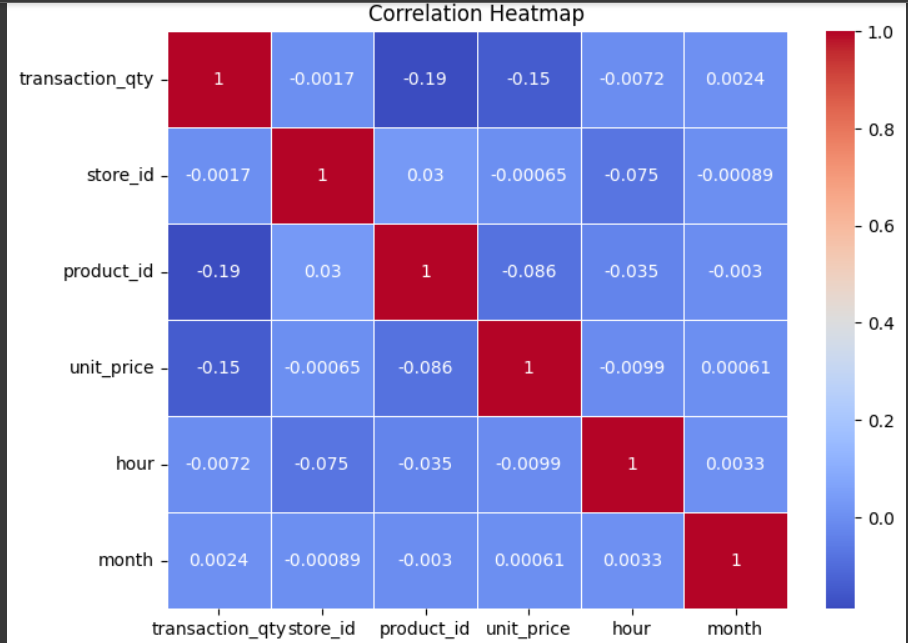 Correlation Heatmap
transaction_qty 1 -0.0017 -0.19 -0.15 -0.0072 0.0024
store_id -0.0017 1 0.03 -0.00065 -0.075 -0.00089
product_id -0.19 0.03 1 -0.086 -0.035 -0.003
unit_price -0.15 -0.00065 -0.086 1 -0.0099 0.00061
hour -0.0072 -0.075 -0.035 -0.0099 1 0.0033
month 0.0024 -0.00089 -0.003 0.00061 0.0033 1
transaction_qty store_id product_id unit_price hour month
1.0
0.8
0.6
0.4
0.2
0.0